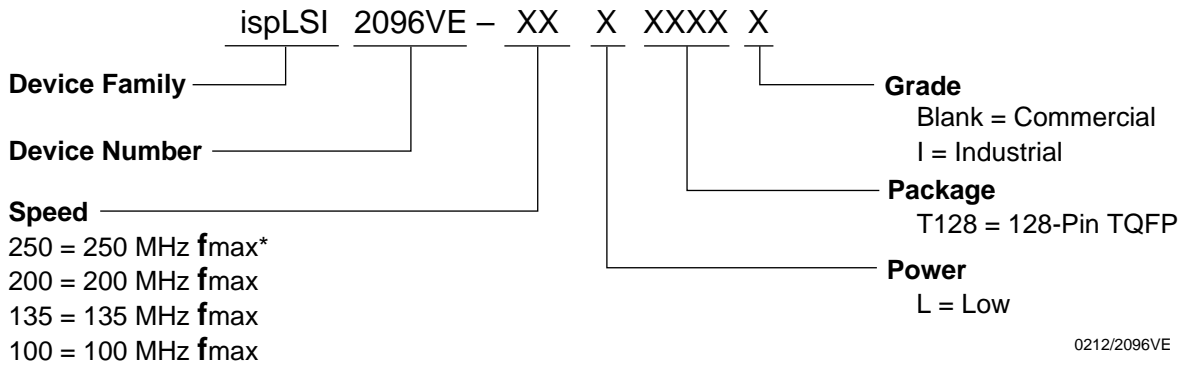 ispLSI 2096VE – XX X XXXX X
Device Family
Device Number
Speed
250 = 250 MHz fmax*
200 = 200 MHz fmax
135 = 135 MHz fmax
100 = 100 MHz fmax
Grade
Blank = Commercial
I = Industrial
Package
T128 = 128-Pin TQFP
Power
L = Low
0212/2096VE